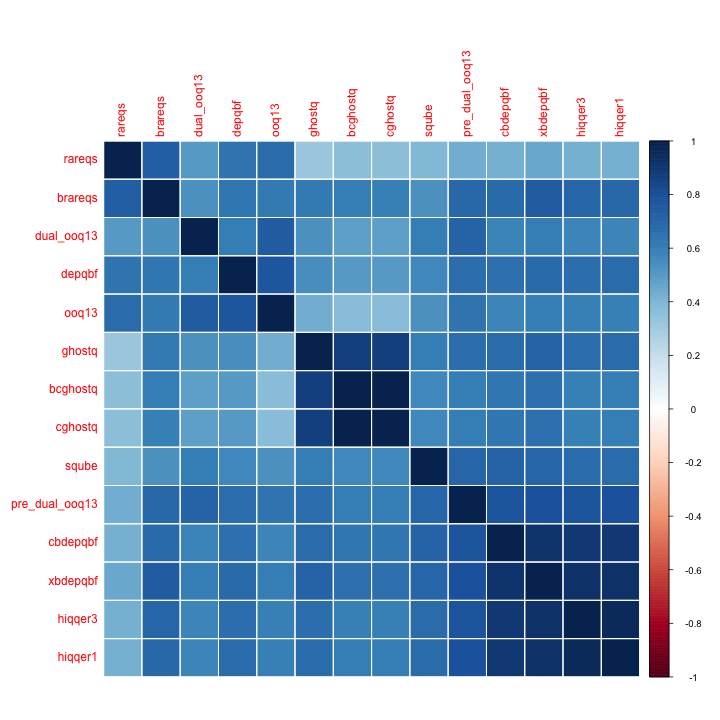 rareqs
brareqs
dual_ooq13
depqbf
ooq13
ghostq
bcghostq
cghostq
sqube
pre_dual_ooq13
cbdepqbf
xbdepqbf
hiqqer3
hiqqer1
rareqs
brareqs
dual_ooq13
depqbf
ooq13
ghostq
bcghostq
cghostq
sqube
pre_dual_ooq13
cbdepqbf
xbdepqbf
hiqqer3
hiqqer1
1
0.8
0.6
0.4
0.2
0
-0.2
-0.4
-0.6
-0.8
-1